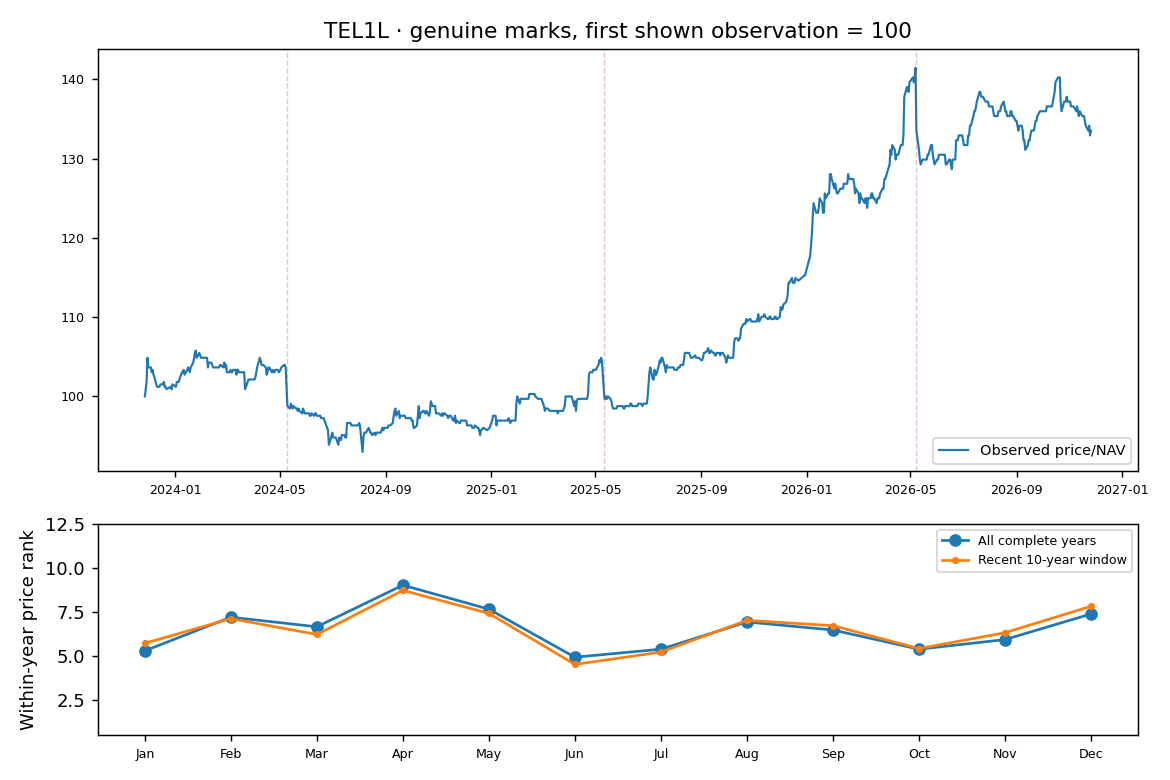 TEL1L · genuine marks, first shown observation = 100
140
130
120
110
100
Observed price/NAV
2024-01 2024-05 2024-09 2025-01 2025-05 2025-09 2026-01 2026-05 2026-09 2027-01
Within-year price rank
12.5
10.0
7.5
5.0
2.5
All complete years
Recent 10-year window
Jan Feb Mar Apr May Jun Jul Aug Sep Oct Nov Dec